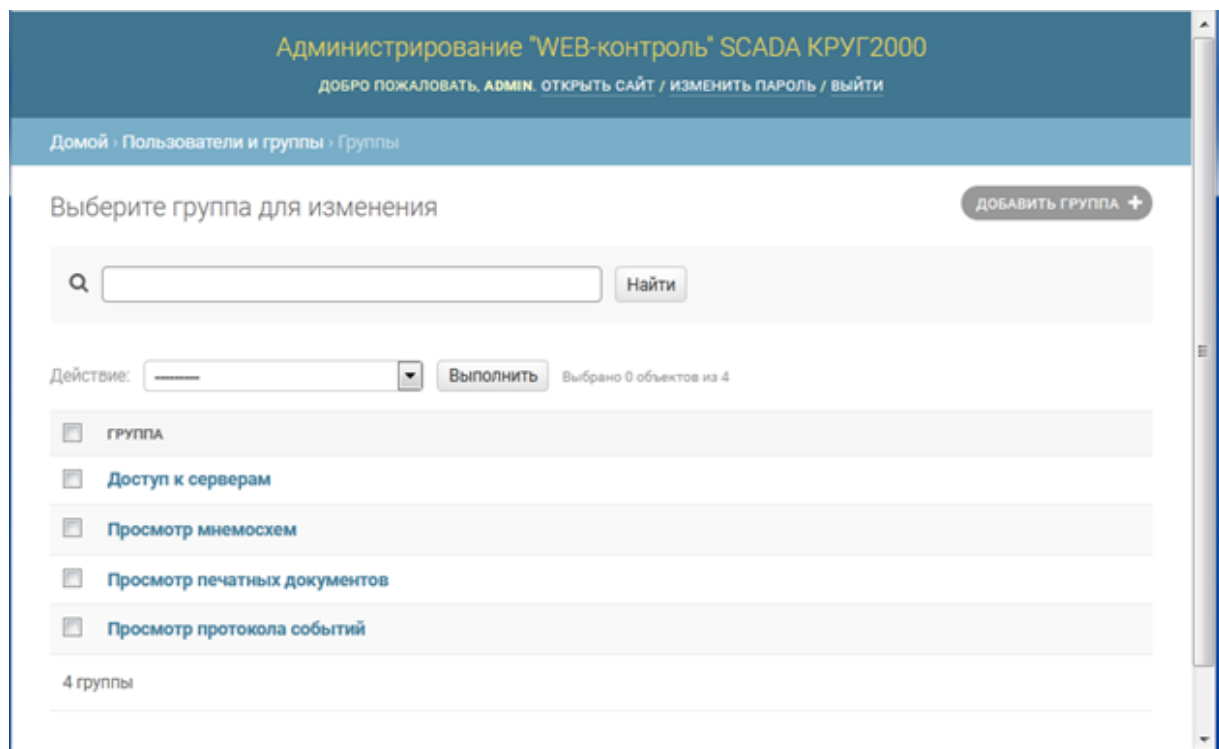 Администрирование "WEB-контроль" SCADA КРУГ2000
ДОБРО ПОЖАЛОВАТЬ, ADMIN. ОТКРЫТЬ САЙТ / ИЗМЕНИТЬ ПАРОЛЬ / ВЫЙТИ
Домой › Пользователи и группы › Группы
Выберите группа для изменения
ДОБАВИТЬ ГРУППА +
Найти
Действие: --------- Выполнить Выбрано 0 объектов из 4
ГРУППА
Доступ к серверам
Просмотр мнемосхем
Просмотр печатных документов
Просмотр протокола событий
4 группы